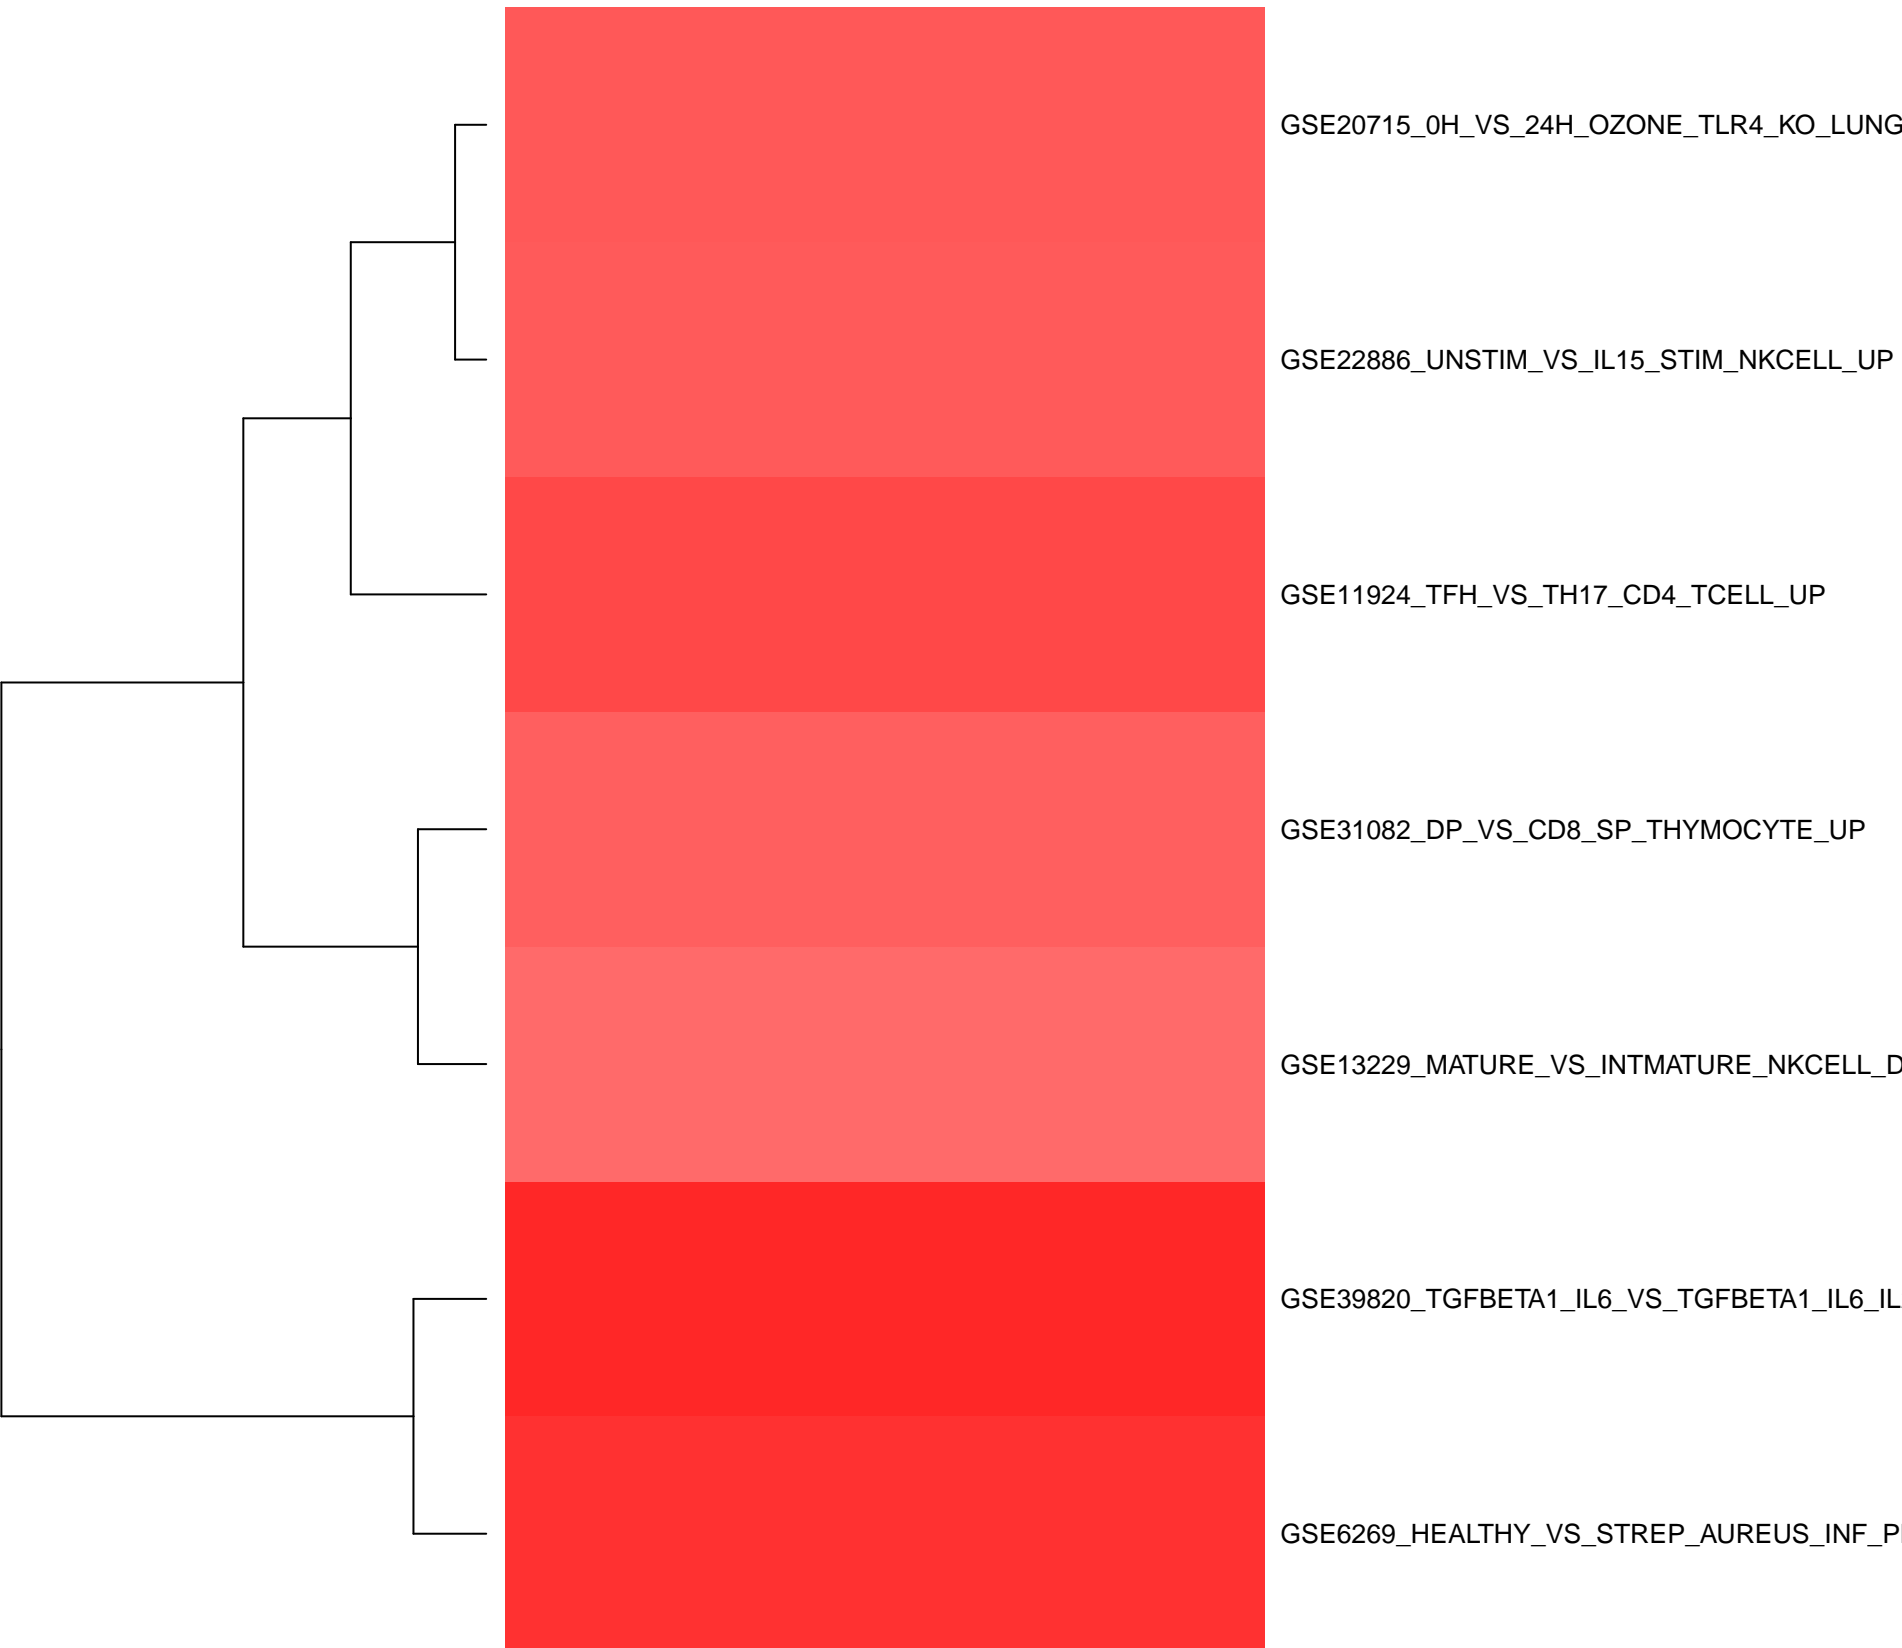 GSE20715_0H_VS_24H_OZONE_TLR4_KO_LUNG
GSE22886_UNSTIM_VS_IL15_STIM_NKCELL_UP
GSE11924_TFH_VS_TH17_CD4_TCELL_UP
GSE31082_DP_VS_CD8_SP_THYMOCYTE_UP
GSE13229_MATURE_VS_INTMATURE_NKCELL_D
GSE39820_TGFBETA1_IL6_VS_TGFBETA1_IL6_IL
GSE6269_HEALTHY_VS_STREP_AUREUS_INF_P